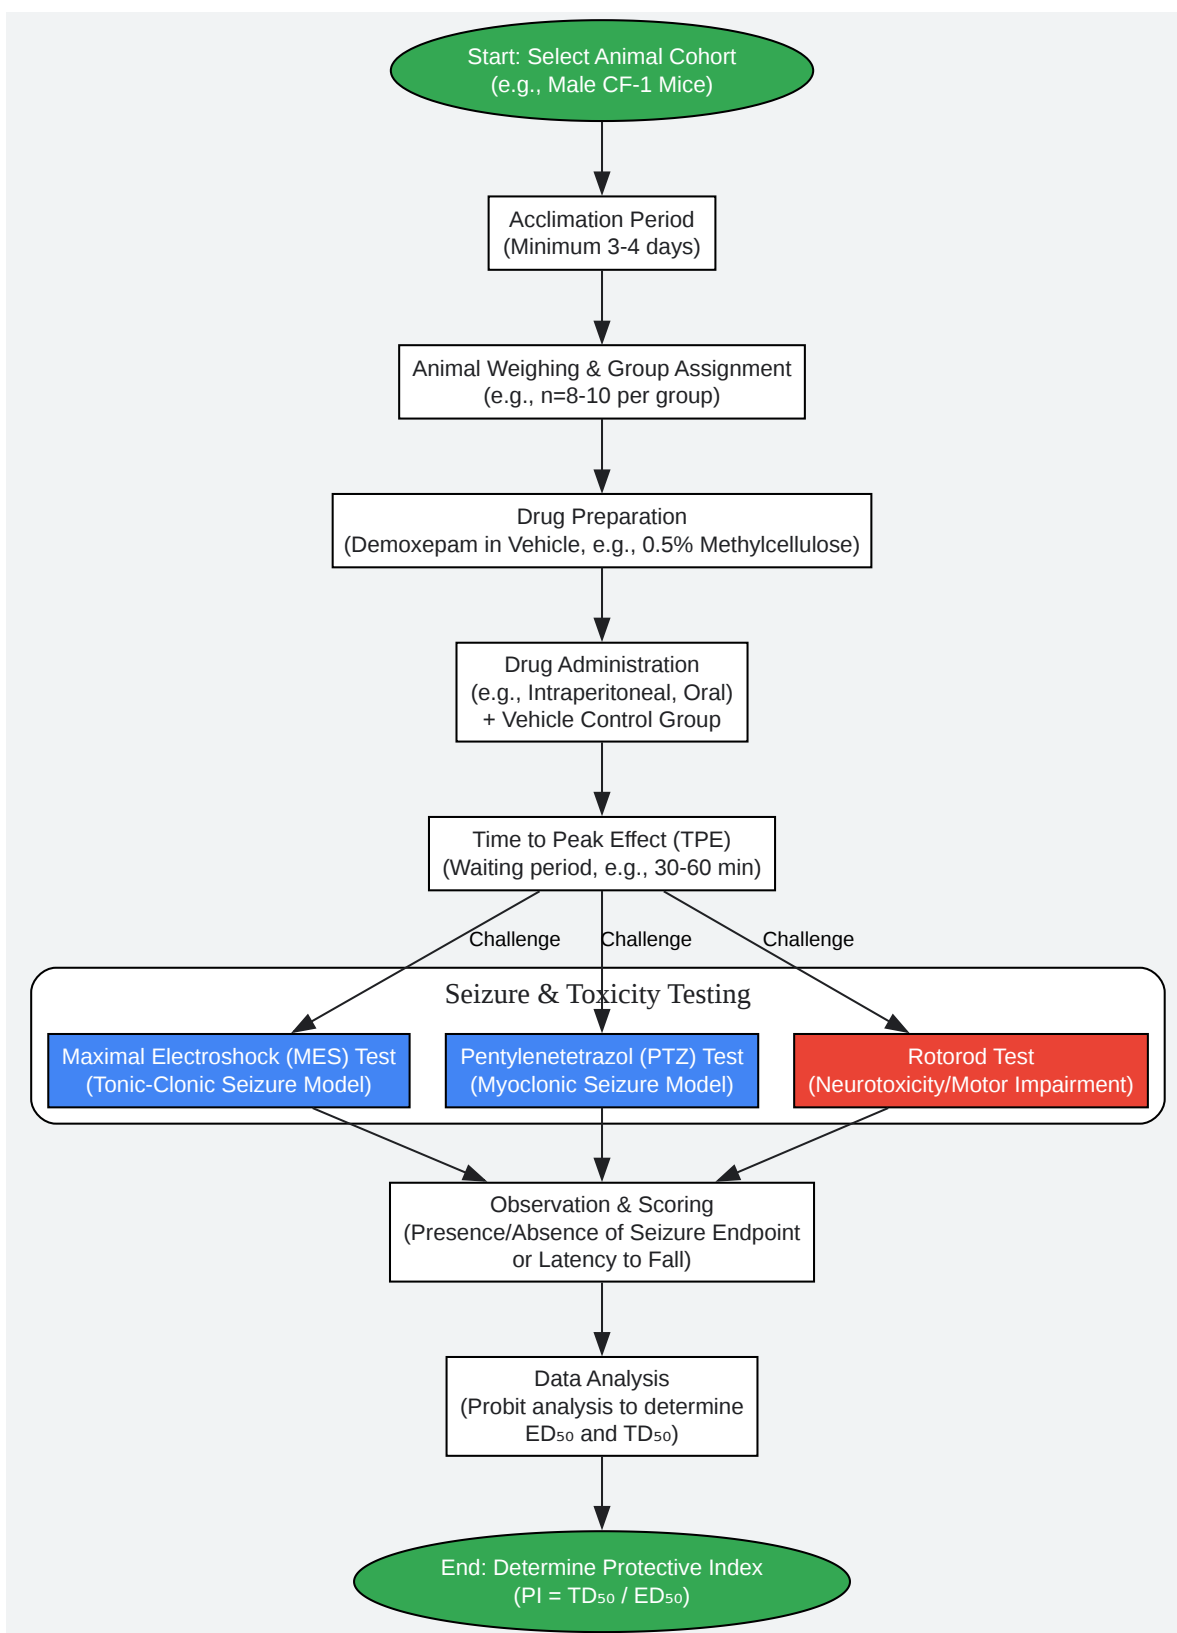 Start: Select Animal Cohort
(e.g., Male CF-1 Mice)
Acclimation Period
(Minimum 3-4 days)
Animal Weighing & Group Assignment
(e.g., n=8-10 per group)
Drug Preparation
(Demoxepam in Vehicle, e.g., 0.5% Methylcellulose)
Drug Administration
(e.g., Intraperitoneal, Oral)
+ Vehicle Control Group
Time to Peak Effect (TPE)
(Waiting period, e.g., 30-60 min)
Challenge
Challenge
Challenge
Seizure & Toxicity Testing
Maximal Electroshock (MES) Test
(Tonic-Clonic Seizure Model)
Pentylenetetrazol (PTZ) Test
(Myoclonic Seizure Model)
Rotorod Test
(Neurotoxicity/Motor Impairment)
Observation & Scoring
(Presence/Absence of Seizure Endpoint
or Latency to Fall)
Data Analysis
(Probit analysis to determine
ED₅₀ and TD₅₀)
End: Determine Protective Index
(PI = TD₅₀ / ED₅₀)